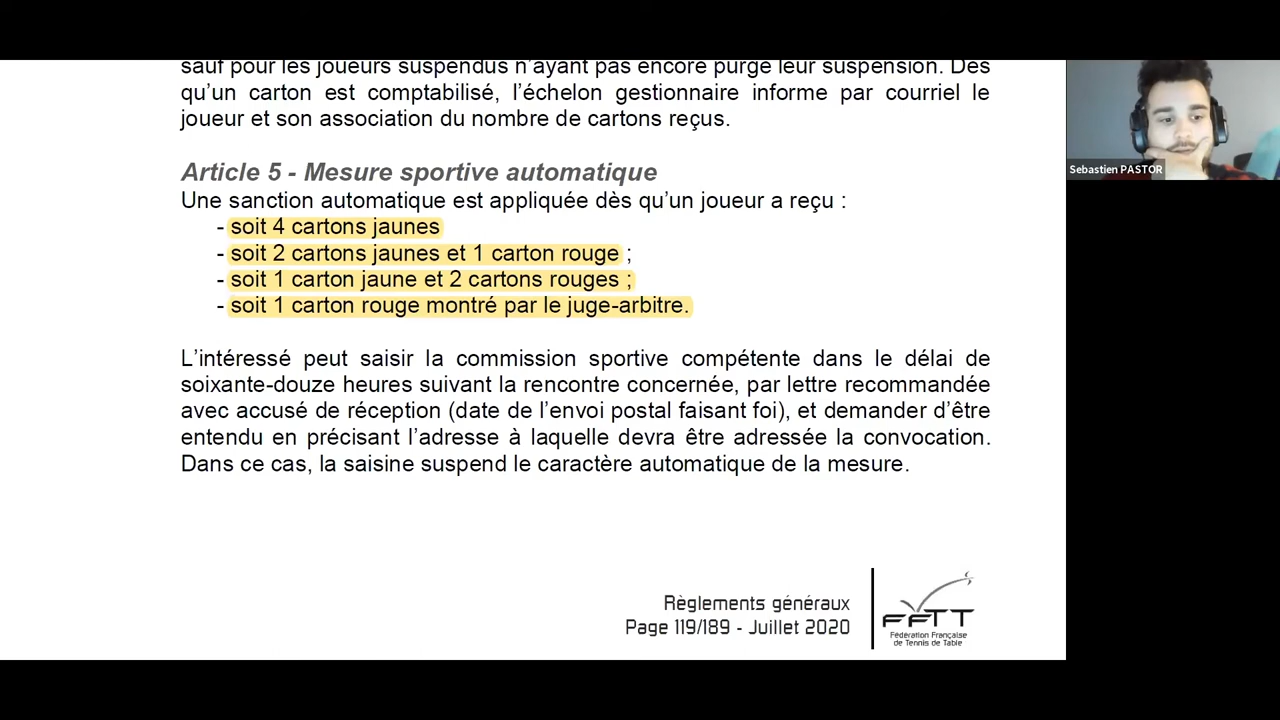 sauf pour les joueurs suspendus n'ayant pas encore purgé leur suspension. Dès
qu'un carton est comptabilisé, l'échelon gestionnaire informe par courriel le
joueur et son association du nombre de cartons reçus.
Article 5 - Mesure sportive automatique
Une sanction automatique est appliquée dès qu'un joueur a reçu :
- soit 4 cartons jaunes
- soit 2 cartons jaunes et 1 carton rouge ;
- soit 1 carton jaune et 2 cartons rouges ;
- soit 1 carton rouge montré par le juge-arbitre.
L'intéressé peut saisir la commission sportive compétente dans le délai de
soixante-douze heures suivant la rencontre concernée, par lettre recommandée
avec accusé de réception (date de l'envoi postal faisant foi), et demander d'être
entendu en précisant l'adresse à laquelle devra être adressée la convocation.
Dans ce cas, la saisine suspend le caractère automatique de la mesure.
Règlements généraux
Page 119/189 - Juillet 2020
FFTT
Fédération Française
de Tennis de Table
Sebastien PASTOR